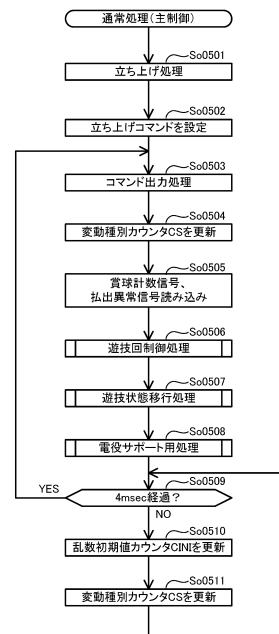 通常処理(主制御)
So0501
立ち上げ処理
So0502
立ち上げコマンドを設定
So0503
コマンド出力処理
So0504
変動種別カウンタCSを更新
So0505
賞球計数信号、
払出異常信号読み込み
So0506
遊技回制御処理
So0507
遊技状態移行処理
So0508
電役サポート用処理
So0509
4msec経過?
YES
NO
So0510
乱数初期値カウンタCINIを更新
So0511
変動種別カウンタCSを更新